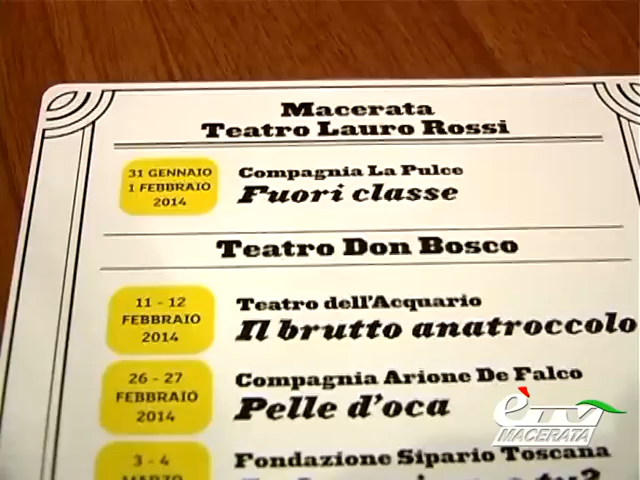 Macerata
Teatro Lauro Rossi
31 GENNAIO
1 FEBBRAIO
2014
Compagnia La Pulce
Fuori classe
Teatro Don Bosco
11 - 12
FEBBRAIO
2014
Teatro dell'Acquario
Il brutto anatroccolo
26 - 27
FEBBRAIO
2014
Compagnia Arione De Falco
Pelle d'oca
3 - 4
MARZO
Fondazione Sipario Toscana
èTV
MACERATA